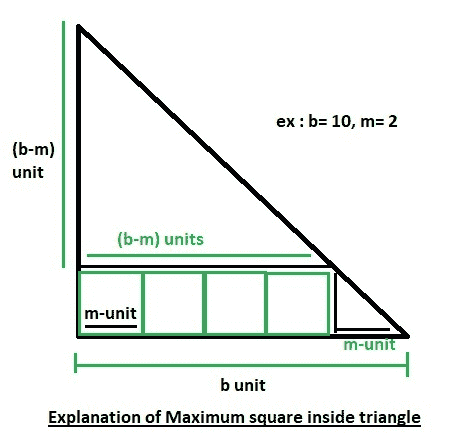 ex : b= 10, m= 2
(b-m)
unit
(b-m) units
m-unit
m-unit
b unit
Explanation of Maximum square inside triangle